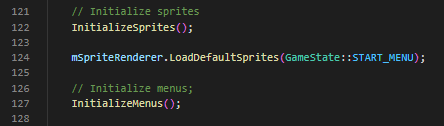 121 // Initialize sprites
122 InitializeSprites();
123
124 mSpriteRenderer.LoadDefaultSprites(GameState::START_MENU);
125
126 // Initialize menus;
127 InitializeMenus();
128